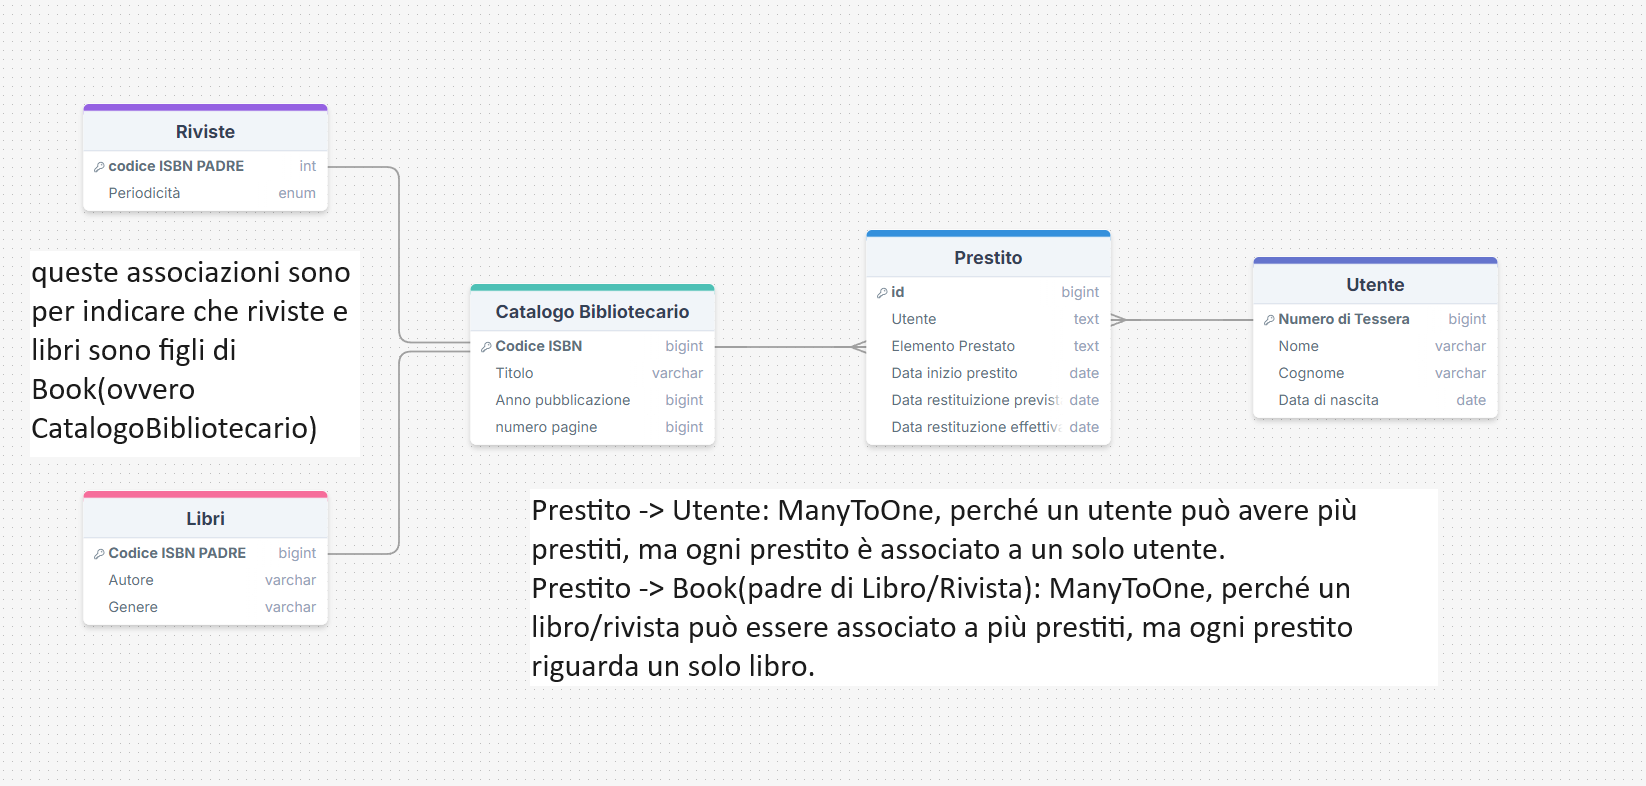 Riviste
codice ISBN PADRE int
Periodicità enum
queste associazioni sono
per indicare che riviste e
libri sono figli di
Book(ovvero
CatalogoBibliotecario)
Libri
Codice ISBN PADRE bigint
Autore varchar
Genere varchar
Catalogo Bibliotecario
Codice ISBN bigint
Titolo varchar
Anno pubblicazione bigint
numero pagine bigint
Prestito
id bigint
Utente text
Elemento Prestato text
Data inizio prestito date
Data restituizione previst date
Data restituzione effettiv date
Utente
Numero di Tessera bigint
Nome varchar
Cognome varchar
Data di nascita date
Prestito -> Utente: ManyToOne, perché un utente può avere più
prestiti, ma ogni prestito è associato a un solo utente.
Prestito -> Book(padre di Libro/Rivista): ManyToOne, perché un
libro/rivista può essere associato a più prestiti, ma ogni prestito
riguarda un solo libro.